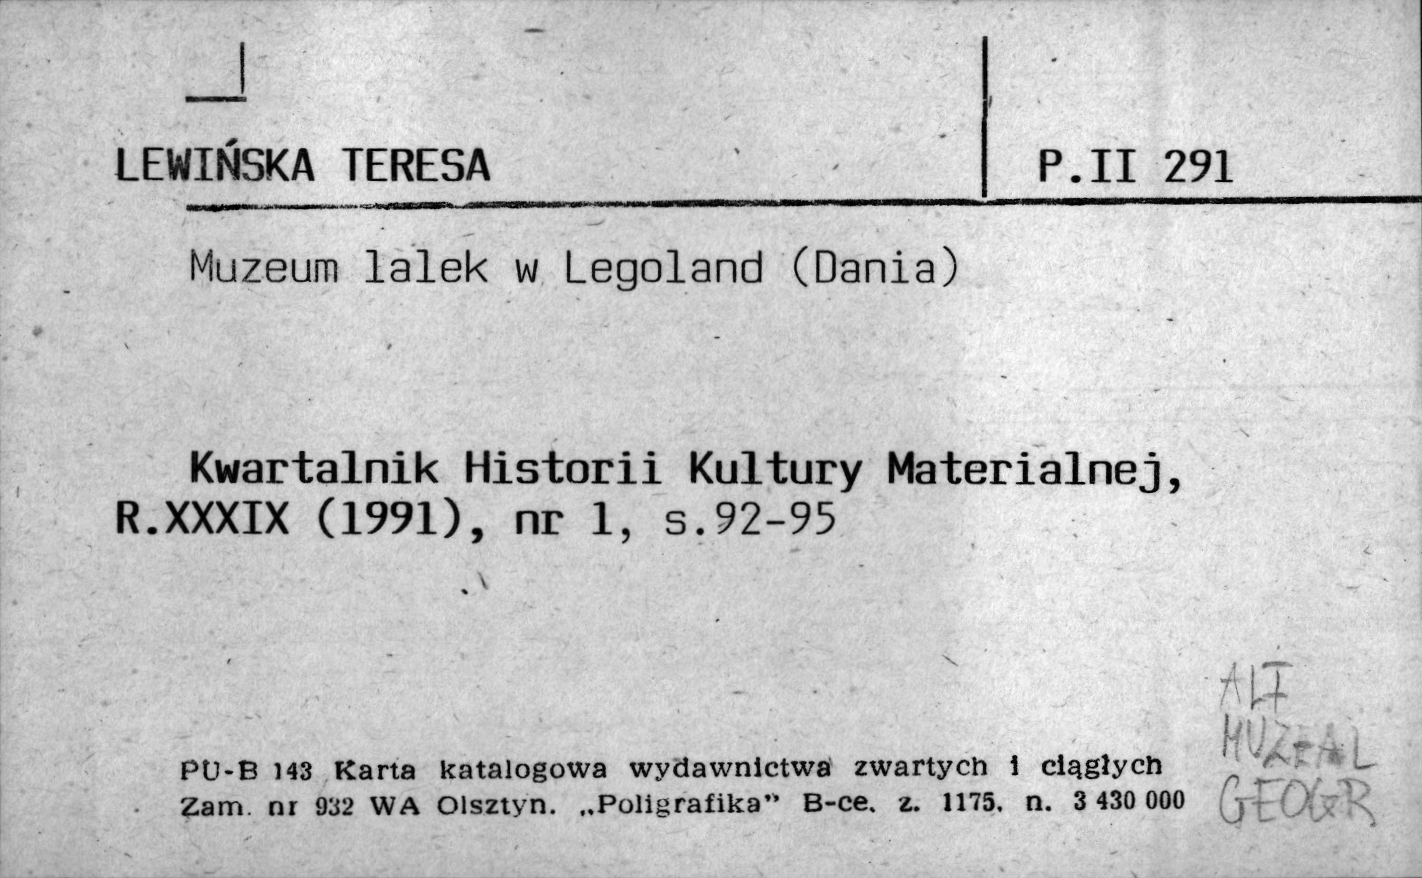 LEWIŃSKA TERESA
P.II 291
Muzeum lalek w Legoland (Dania)
Kwartalnik Historii Kultury Materialnej,
R.XXXIX (1991), nr 1, s.92-95
ALF
MUZEAL
GEOGR
PU-B 143 Karta katalogowa wydawnictwa zwartych i ciągłych
Zam. nr 932 WA Olsztyn. „Poligrafika” B-ce. z. 1175. n. 3 430 000